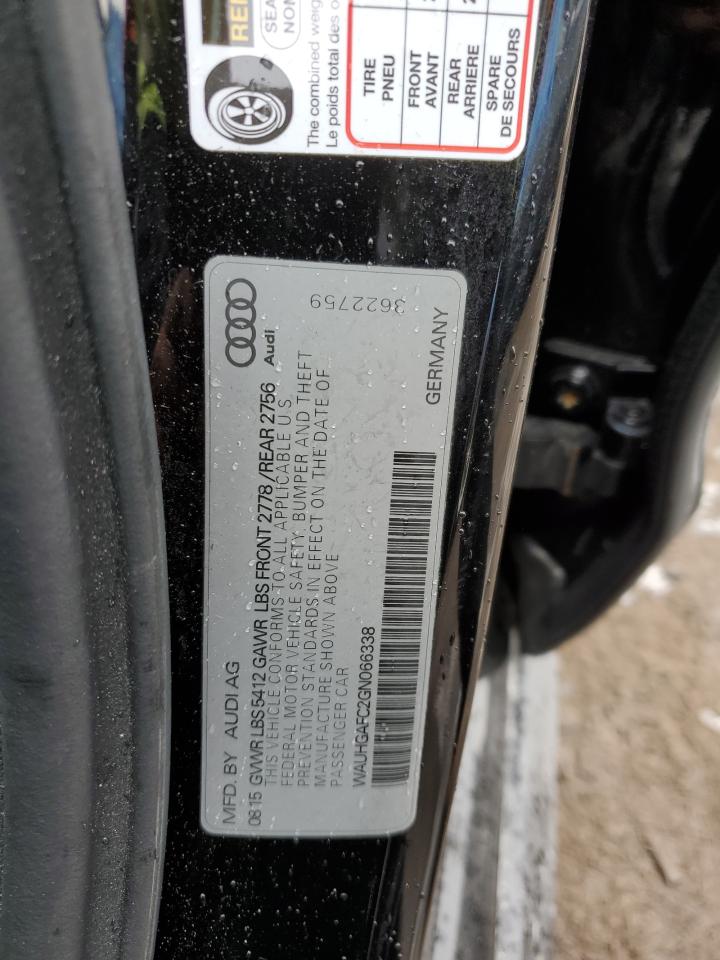 MFD. BY AUDI AG
08 15 GVWR LBS 5412 GAWR LBS FRONT 2778 / REAR 2756
THIS VEHICLE CONFORMS TO ALL APPLICABLE U.S.
FEDERAL MOTOR VEHICLE SAFETY, BUMPER AND THEFT
PREVENTION STANDARDS IN EFFECT ON THE DATE OF
MANUFACTURE SHOWN ABOVE
PASSENGER CAR
WAUHGAFC2GN066338
Audi
3622759
GERMANY
The combined
Le poids total des
TIRE
PNEU
FRONT
AVANT
REAR
ARRIERE
SPARE
DE SECOURS